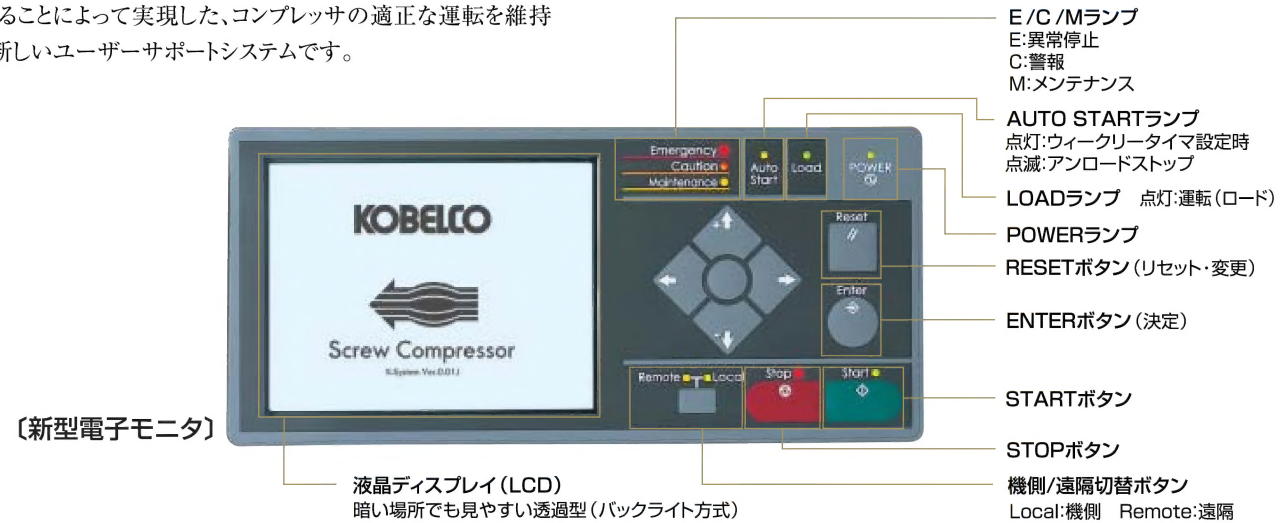 ることによって実現した、コンプレッサの適正な運転を維持
新しいユーザーサポートシステムです。
E/C/Mランプ
E:異常停止
C:警報
M:メンテナンス
AUTO STARTランプ
点灯:ウィークリータイマ設定時
点滅:アンロードストップ
LOADランプ 点灯:運転(ロード)
POWERランプ
RESETボタン(リセット・変更)
ENTERボタン(決定)
STARTボタン
STOPボタン
機側/遠隔切替ボタン
Local:機側 Remote:遠隔
Emergency
Caution
Maintenance
Auto
Start
Load
POWER
KOBELCO
Screw Compressor
+
Reset
Enter
-
Remote Local
Stop
Start
〔新型電子モニタ〕
液晶ディスプレイ(LCD)
暗い場所でも見やすい透過型(バックライト方式)